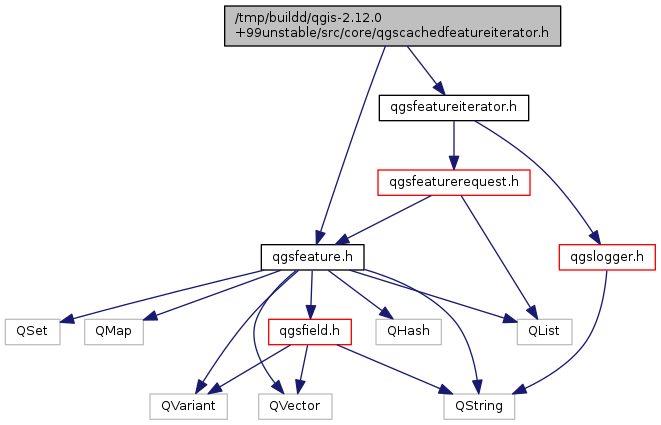 /tmp/buildd/qgis-2.12.0
+99unstable/src/core/qgscachedfeatureiterator.h
qgsfeatureiterator.h
qgsfeaturerequest.h
qgsfeature.h
qgslogger.h
QSet
QMap
qgsfield.h
QHash
QList
QVariant
QVector
QString